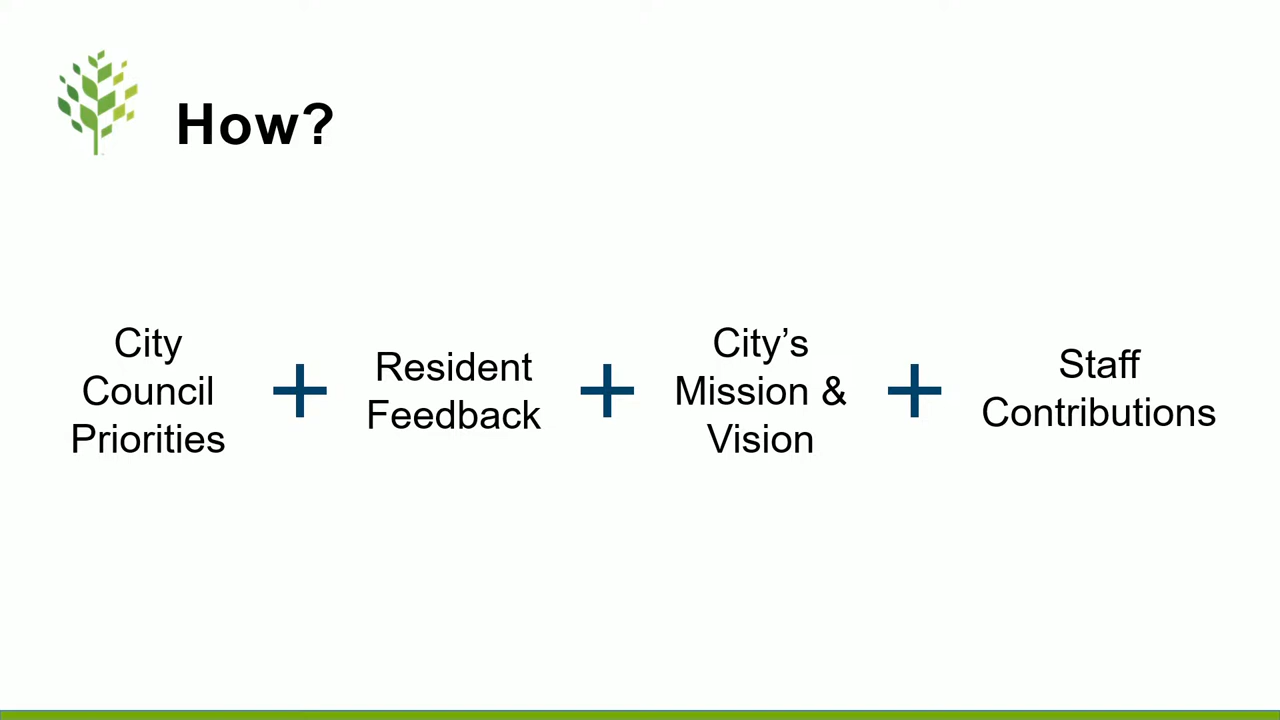 How?
City
Council
Priorities
+
Resident
Feedback
+
City’s
Mission &
Vision
+
Staff
Contributions